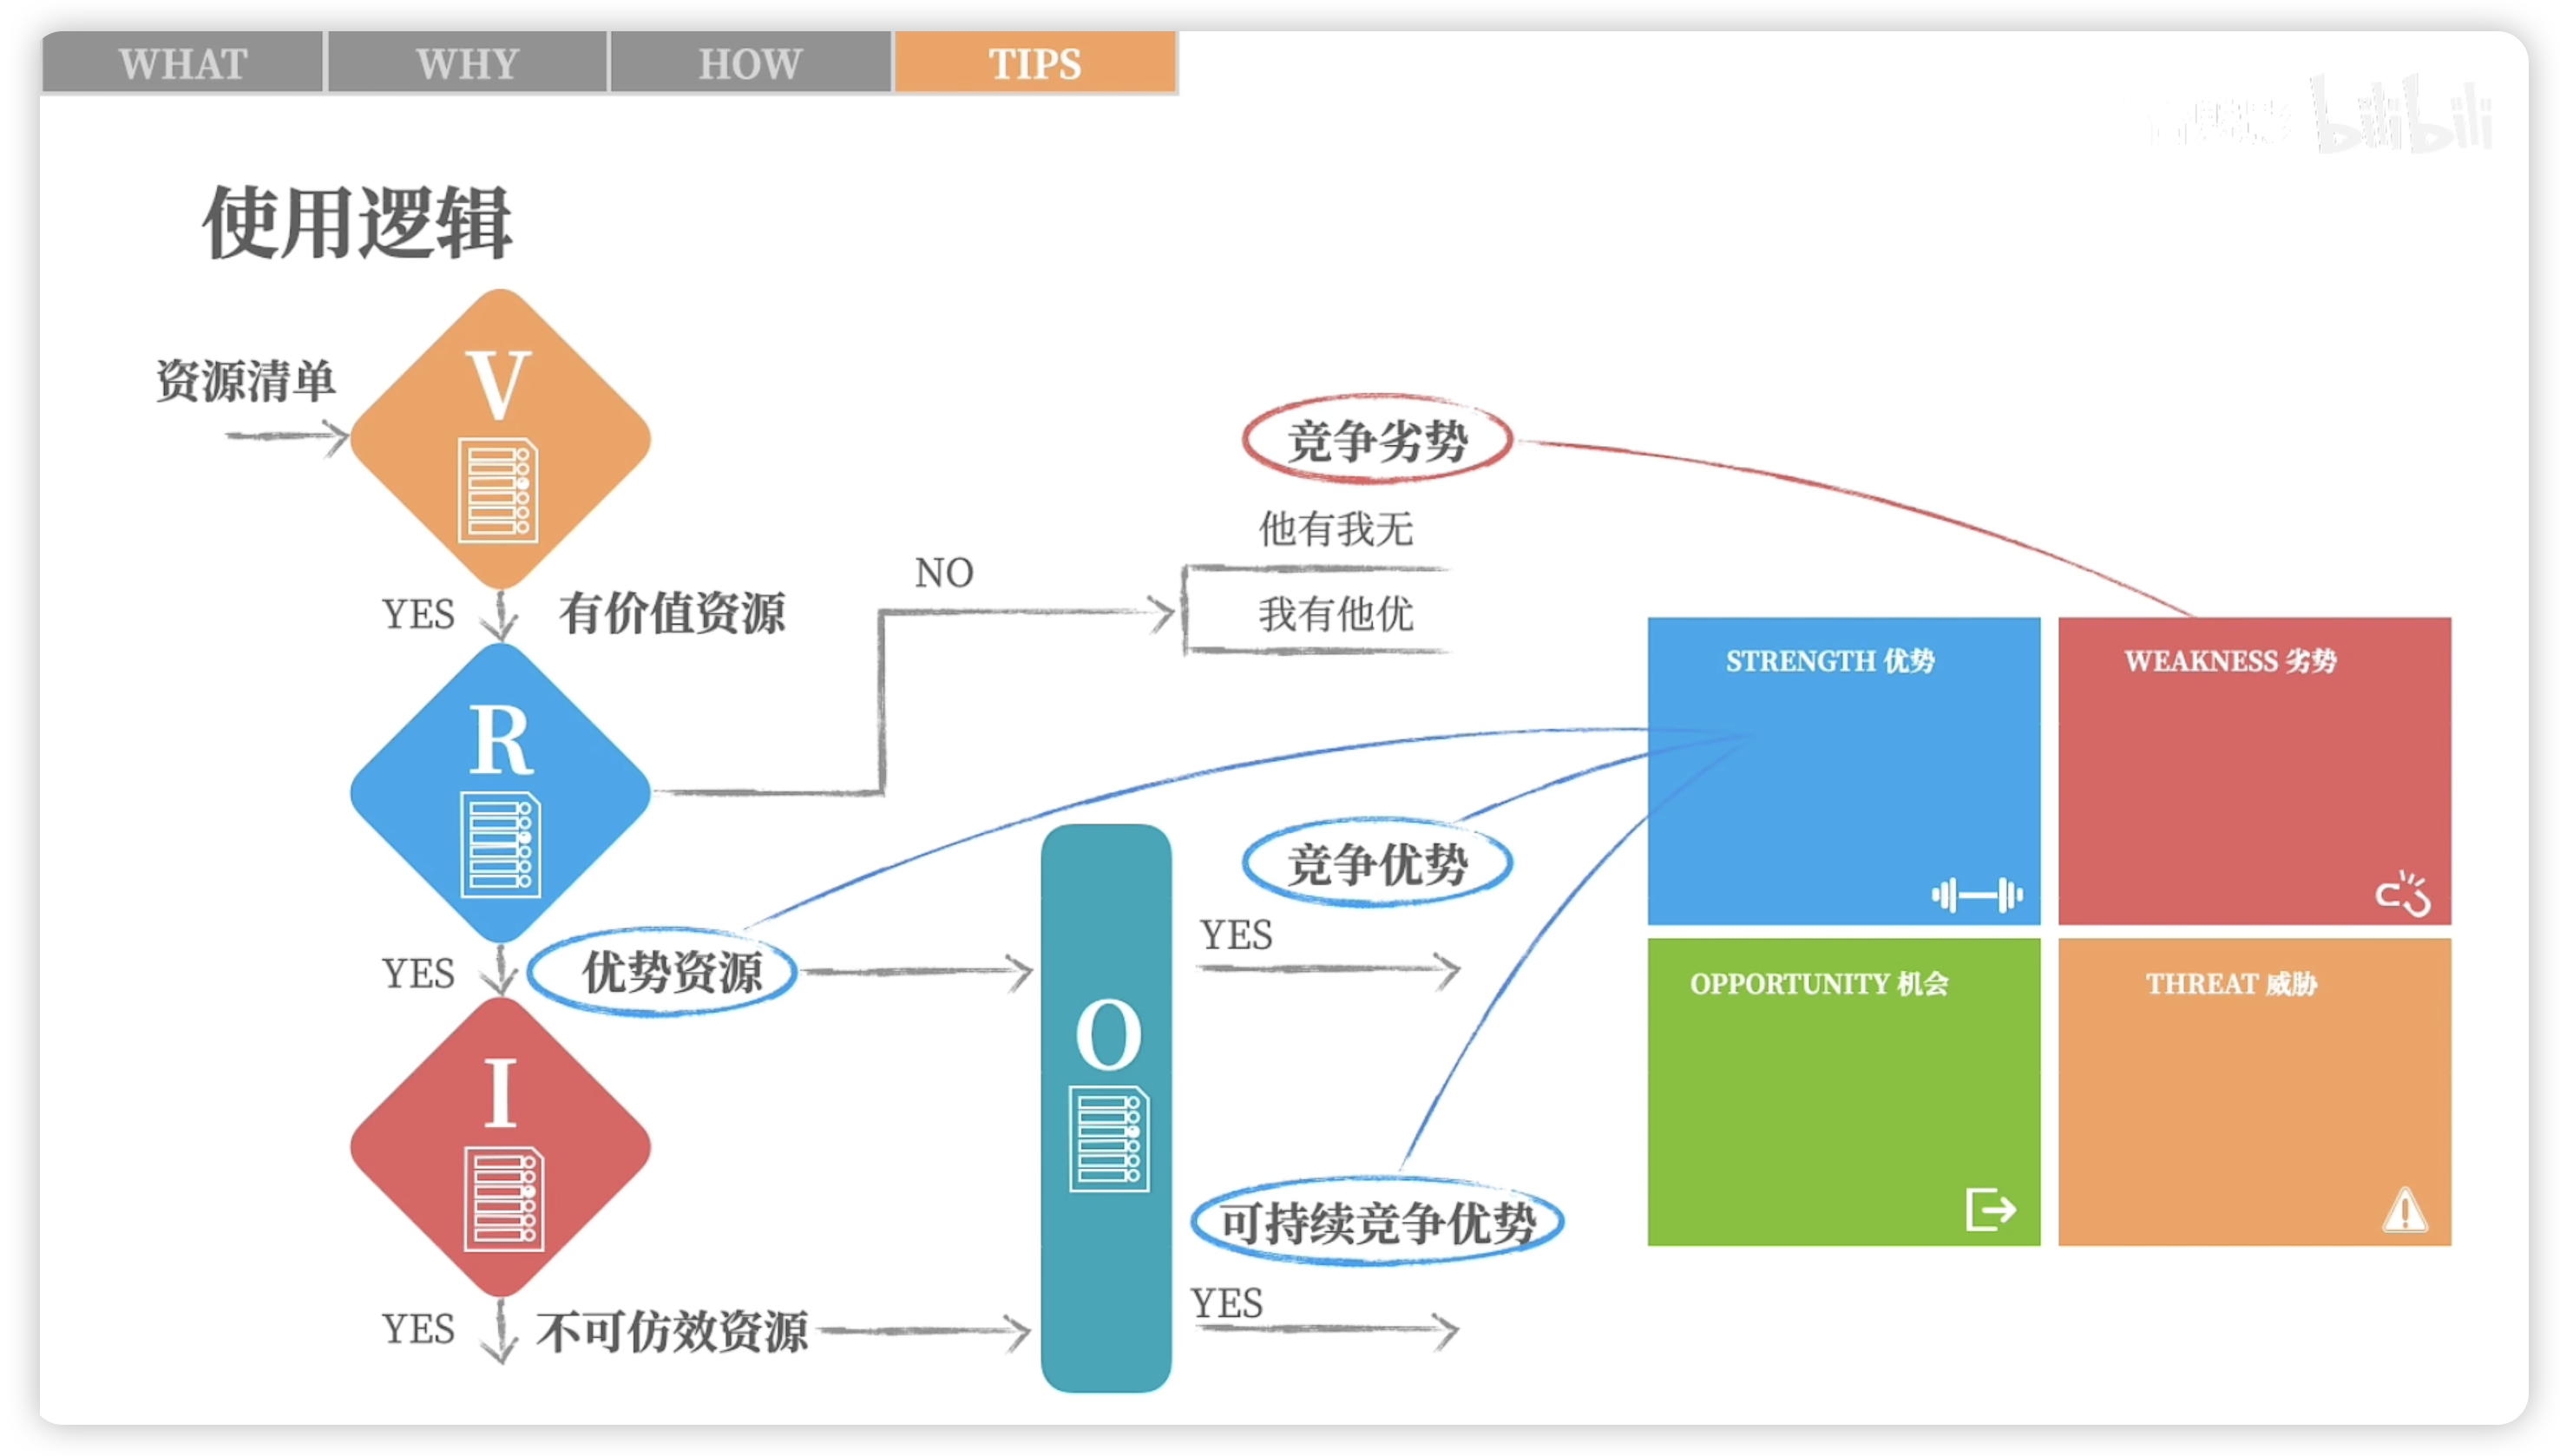 WHAT
WHY
HOW
TIPS
bilibili
使用逻辑
资源清单
V
YES
有价值资源
R
NO
竞争劣势
他有我无
我有他优
YES
优势资源
I
YES
不可仿效资源
O
竞争优势
YES
可持续竞争优势
YES
STRENGTH 优势
WEAKNESS 劣势
OPPORTUNITY 机会
THREAT 威胁